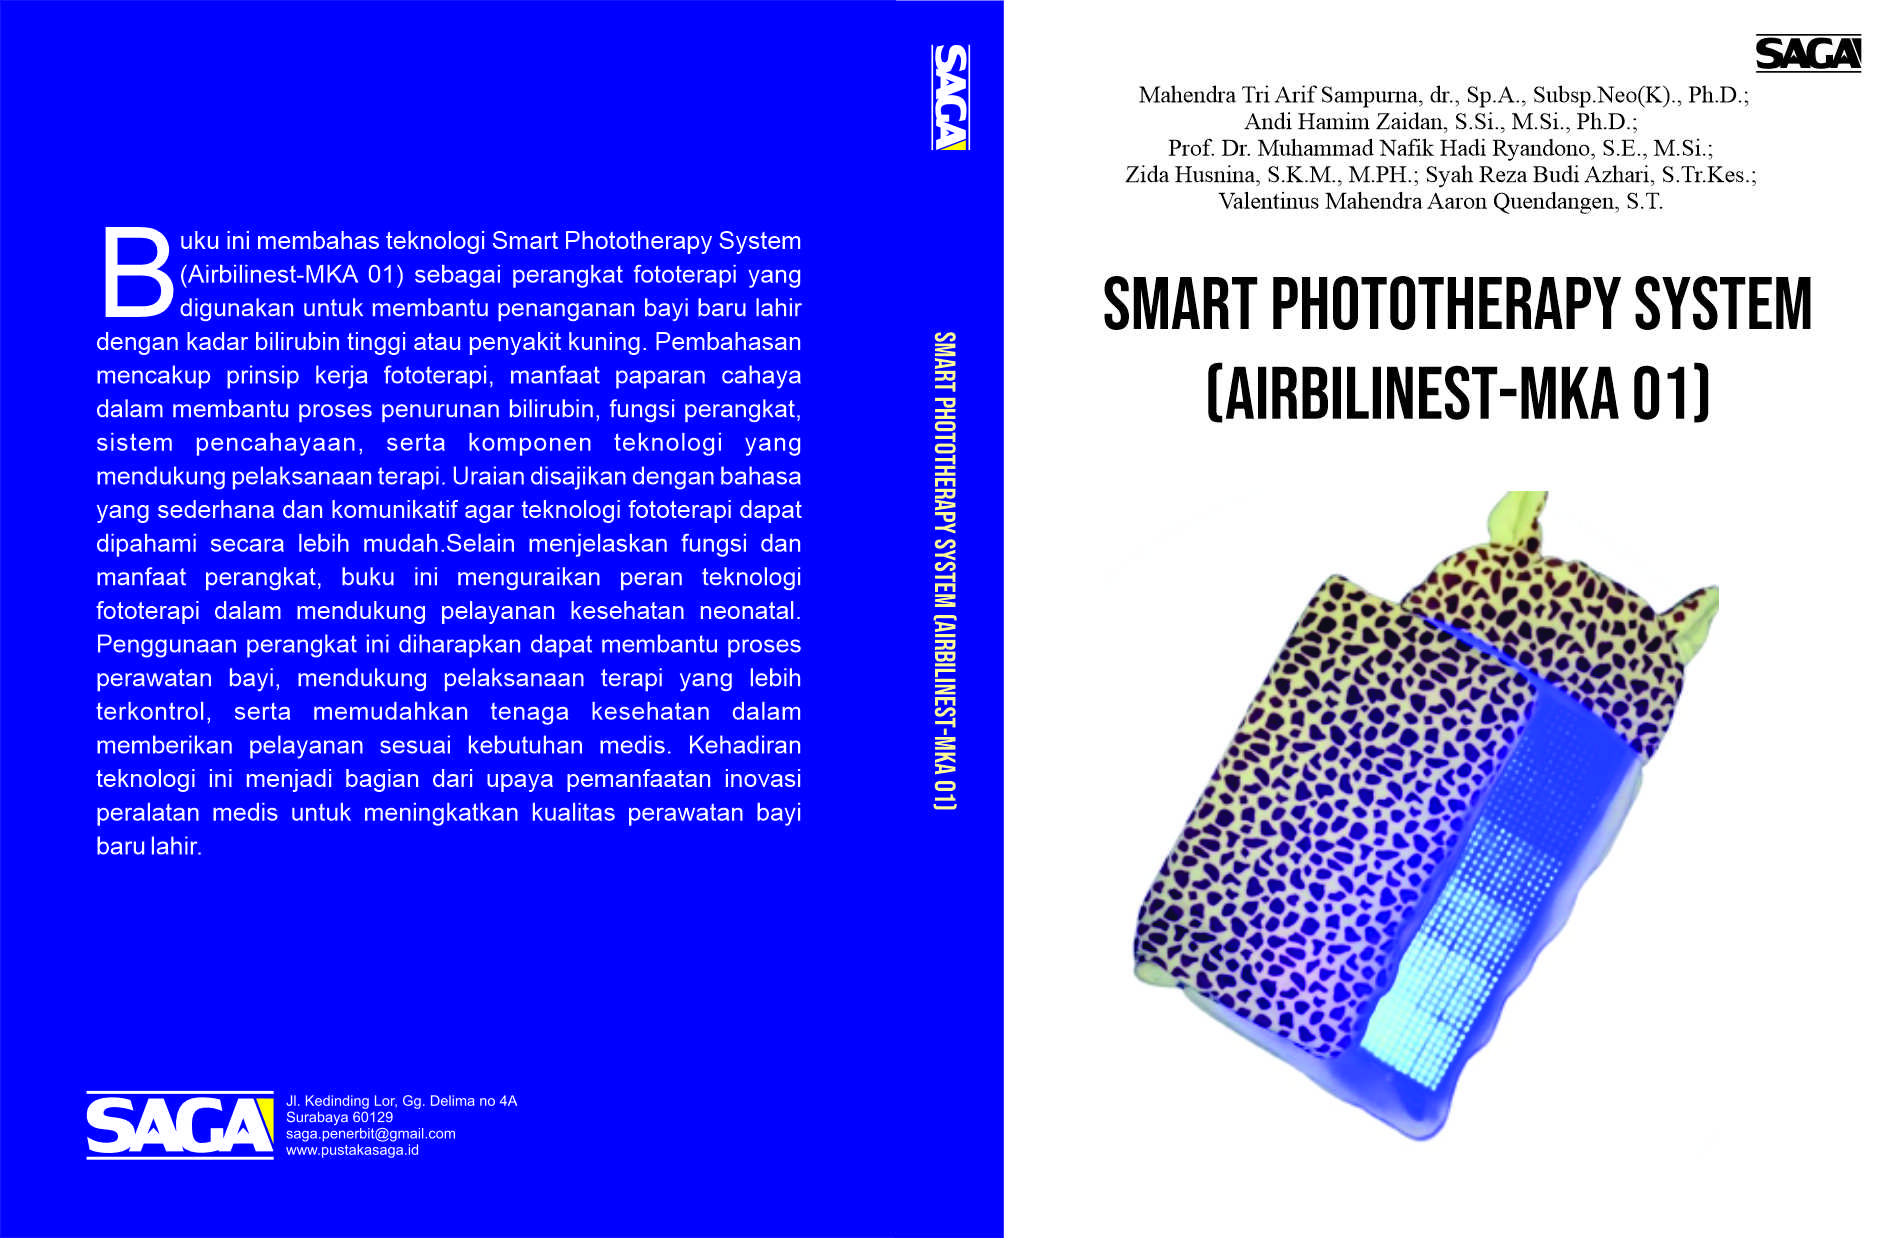 Buku ini membahas teknologi Smart Phototherapy System
(Airbilinest-MKA 01) sebagai perangkat fototerapi yang
digunakan untuk membantu penanganan bayi baru lahir
dengan kadar bilirubin tinggi atau penyakit kuning. Pembahasan
mencakup prinsip kerja fototerapi, manfaat paparan cahaya
dalam membantu proses penurunan bilirubin, fungsi perangkat,
sistem pencahayaan, serta komponen teknologi yang
mendukung pelaksanaan terapi. Uraian disajikan dengan bahasa
yang sederhana dan komunikatif agar teknologi fototerapi dapat
dipahami secara lebih mudah.Selain menjelaskan fungsi dan
manfaat perangkat, buku ini menguraikan peran teknologi
fototerapi dalam mendukung pelayanan kesehatan neonatal.
Penggunaan perangkat ini diharapkan dapat membantu proses
perawatan bayi, mendukung pelaksanaan terapi yang lebih
terkontrol, serta memudahkan tenaga kesehatan dalam
memberikan pelayanan sesuai kebutuhan medis. Kehadiran
teknologi ini menjadi bagian dari upaya pemanfaatan inovasi
peralatan medis untuk meningkatkan kualitas perawatan bayi
baru lahir.
SAGA
Jl. Kedinding Lor, Gg. Delima no 4A
Surabaya 60129
saga.penerbit@gmail.com
www.pustakasaga.id
SAGA
SMART PHOTOTHERAPY SYSTEM (AIRBILINEST-MKA 01)
SAGA
Mahendra Tri Arif Sampurna, dr., Sp.A., Subsp.Neo(K)., Ph.D.;
Andi Hamim Zaidan, S.Si., M.Si., Ph.D.;
Prof. Dr. Muhammad Nafik Hadi Ryandono, S.E., M.Si.;
Zida Husnina, S.K.M., M.PH.; Syah Reza Budi Azhari, S.Tr.Kes.;
Valentinus Mahendra Aaron Quendangen, S.T.
SMART PHOTOTHERAPY SYSTEM
(AIRBILINEST-MKA 01)